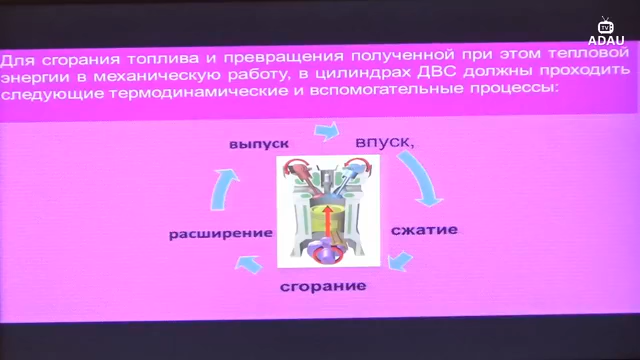 ADAU
Для сгорания топлива и превращения полученной при этом тепловой
энергии в механическую работу, в цилиндрах ДВС должны проходить
следующие термодинамические и вспомогательные процессы:
выпуск
впуск,
расширение
сжатие
сгорание